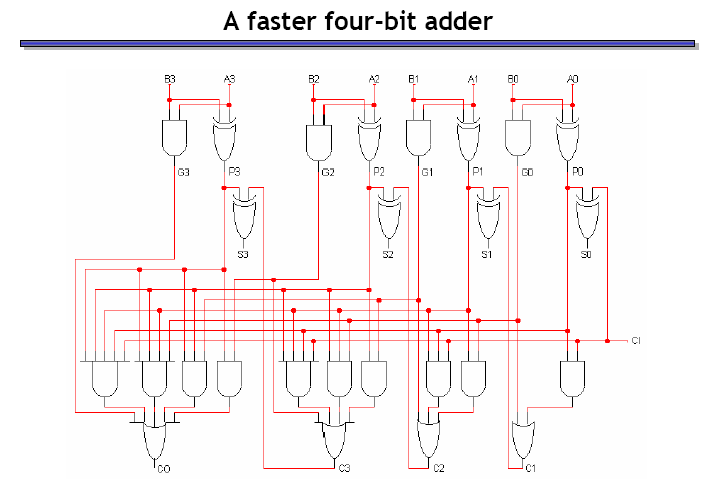 A faster four-bit adder
B3 A3 B2 A2 B1 A1 B0 A0
G3 P3 G2 P2 G1 P1 G0 P0
S3 S2 S1 S0
CI
CO C3 C2 C1